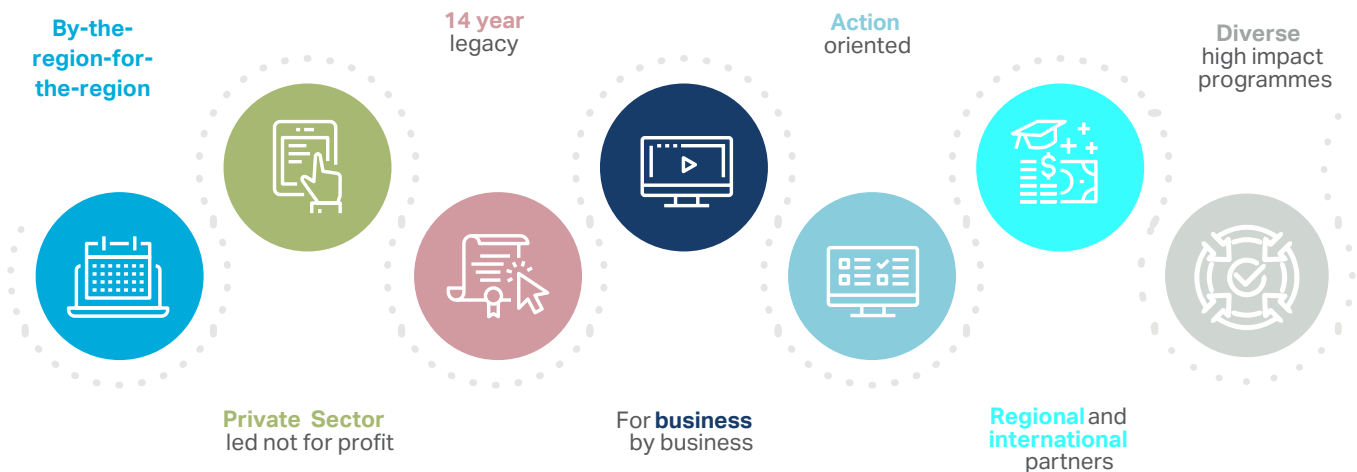 By-the-
region-for-
the-region
Private Sector
led not for profit
14 year
legacy
For business
by business
Action
oriented
$
Regional and
international
partners
Diverse
high impact
programmes